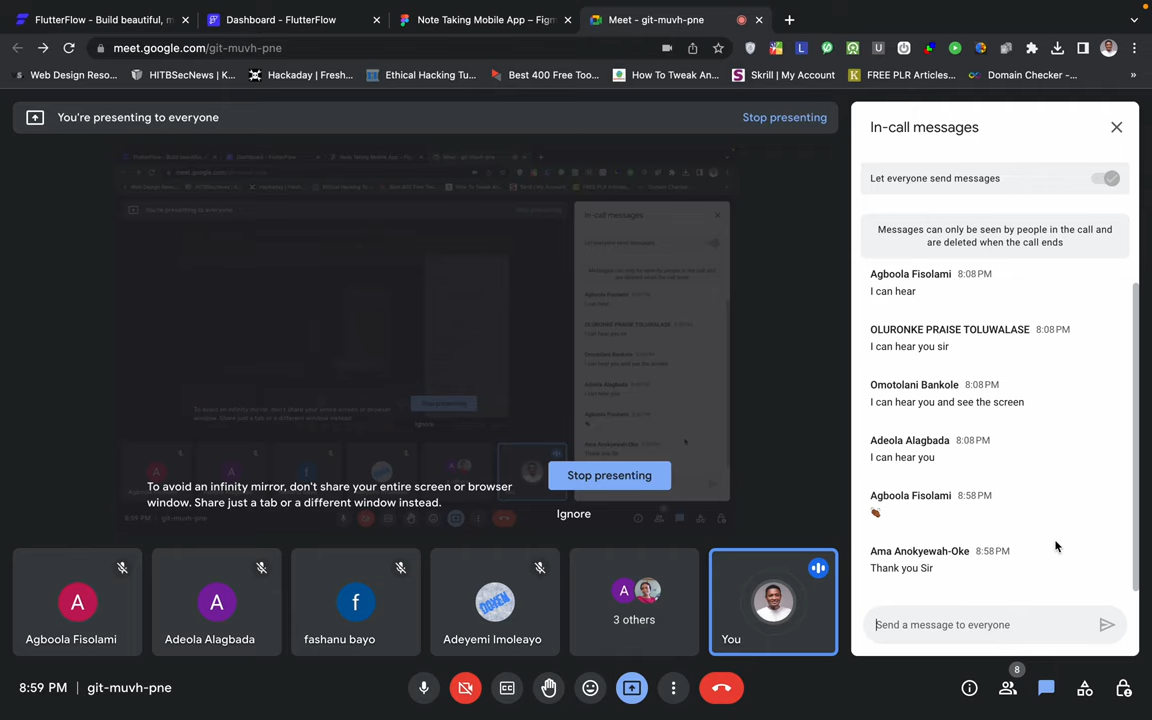 FlutterFlow - Build beautiful, m
Dashboard - FlutterFlow
Note Taking Mobile App – Figm
Meet - git-muvh-pne
meet.google.com/git-muvh-pne
Web Design Reso...
HITBSecNews | K...
Hackaday | Fresh...
Ethical Hacking Tu...
Best 400 Free Too...
How To Tweak An...
Skrill | My Account
FREE PLR Articles...
Domain Checker -...
»
You're presenting to everyone
Stop presenting
To avoid an infinity mirror, don't share your entire screen or browser
window. Share just a tab or a different window instead.
Stop presenting
Ignore
A
Agboola Fisolami
A
Adeola Alagbada
f
fashanu bayo
DOXEN
Adeyemi Imoleayo
A
3 others
You
In-call messages
Let everyone send messages
Messages can only be seen by people in the call and
are deleted when the call ends
Agboola Fisolami 8:08 PM
I can hear
OLURONKE PRAISE TOLUWALASE 8:08 PM
I can hear you sir
Omotolani Bankole 8:08 PM
I can hear you and see the screen
Adeola Alagbada 8:08 PM
I can hear you
Agboola Fisolami 8:58 PM
Ama Anokyewah-Oke 8:58 PM
Thank you Sir
Send a message to everyone
8:59 PM | git-muvh-pne
8